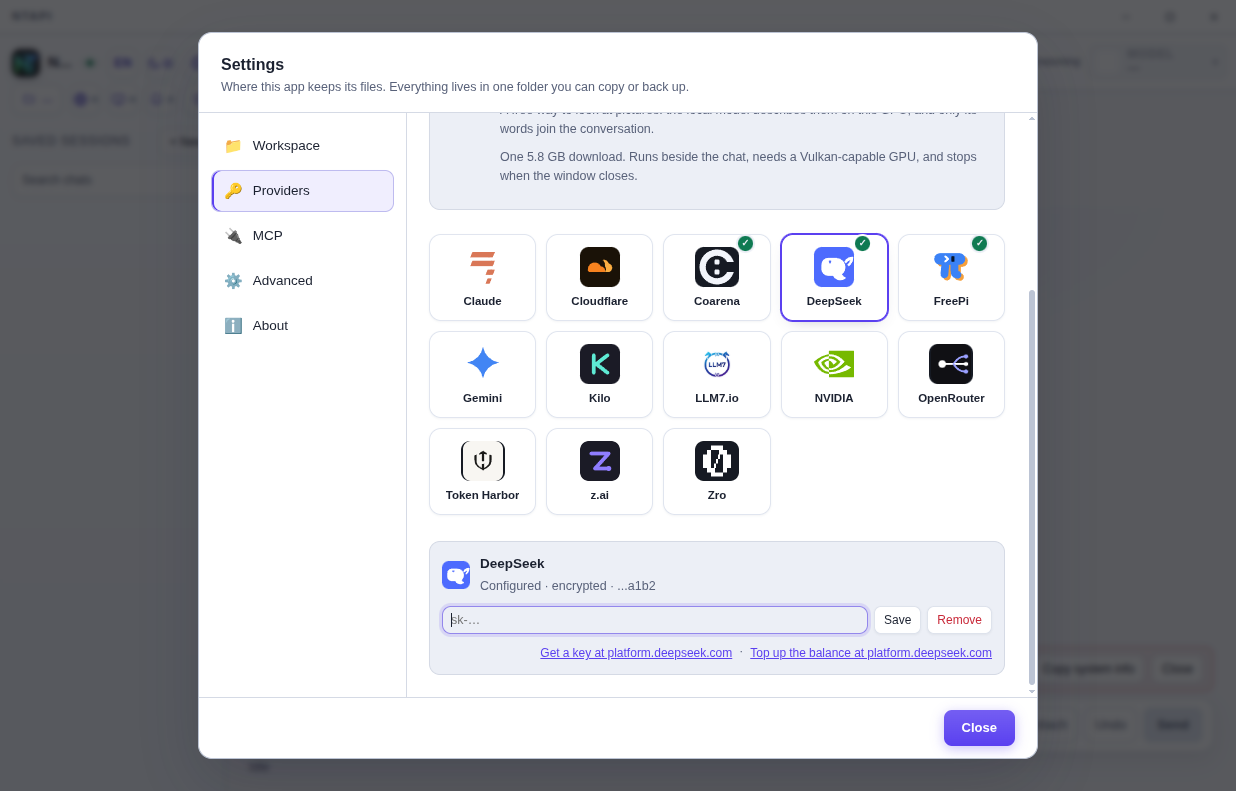 Settings
Where this app keeps its files. Everything lives in one folder you can copy or back up.
Workspace
Providers
MCP
Advanced
About
words join the conversation.
One 5.8 GB download. Runs beside the chat, needs a Vulkan-capable GPU, and stops
when the window closes.
Claude
Cloudflare
Coarena
DeepSeek
FreePi
Gemini
Kilo
LLM7
LLM7.io
NVIDIA
OpenRouter
Token Harbor
z.ai
Zro
DeepSeek
Configured · encrypted · ...a1b2
sk-...
Save
Remove
Get a key at platform.deepseek.com · Top up the balance at platform.deepseek.com
Close